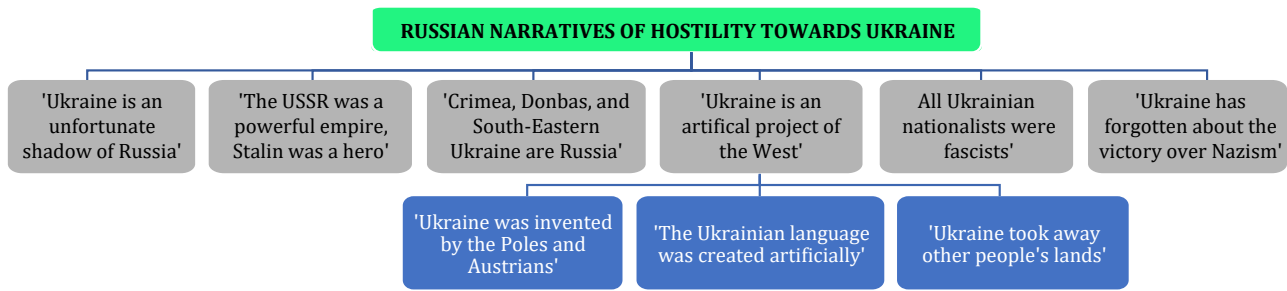 RUSSIAN NARRATIVES OF HOSTILITY TOWARDS UKRAINE
'Ukraine is an
unfortunate
shadow of Russia'
'The USSR was a
powerful empire,
Stalin was a hero'
'Crimea, Donbas, and
South-Eastern
Ukraine are Russia'
'Ukraine is an
artifical project of
the West'
All Ukrainian
nationalists were
fascists'
'Ukraine has
forgotten about the
victory over Nazism'
'Ukraine was invented
by the Poles and
Austrians'
'The Ukrainian language
was created artificially'
'Ukraine took away
other people's lands'